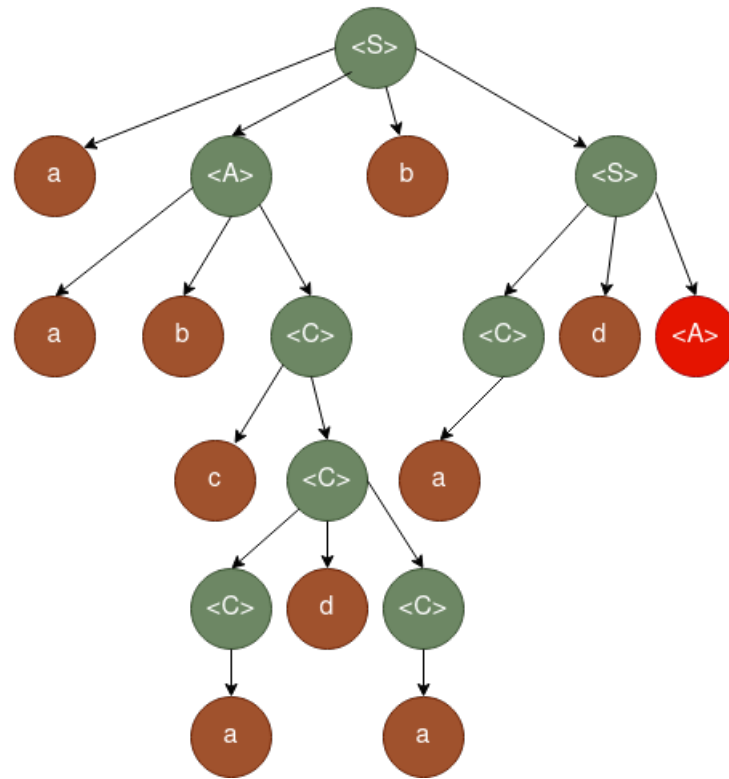 <S>
a <A> b <S>
a b <C> <C> d <A>
c <C> a
<C> d <C>
a a